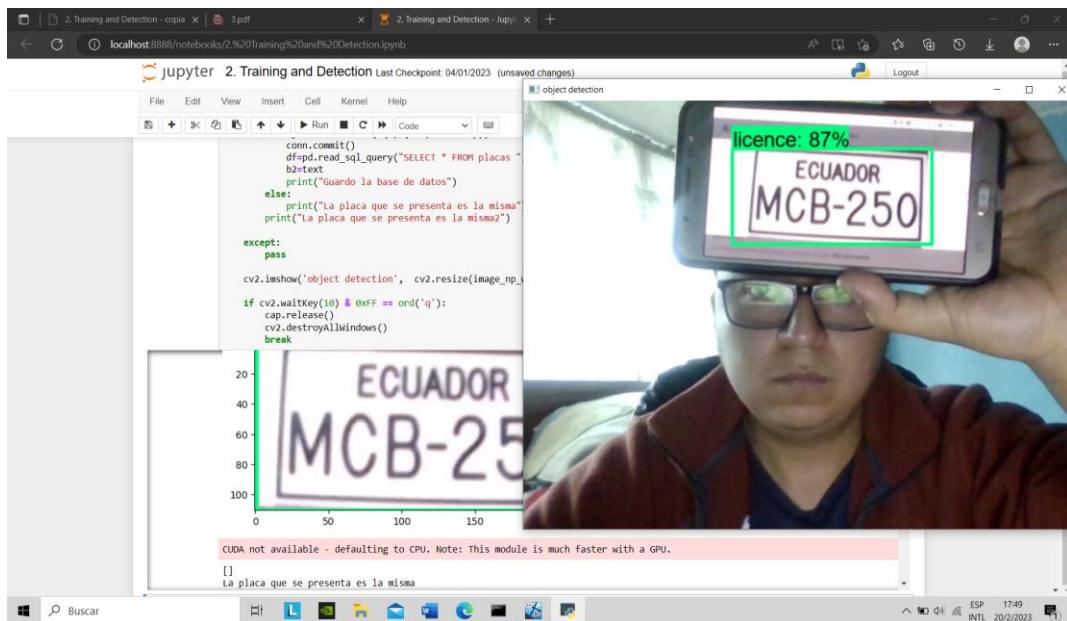 2. Training and Detection - copia
3.pdf
2. Training and Detection - Jupyt
localhost:8888/notebooks/2.%20Training%20and%20Detection.ipynb
jupyter 2. Training and Detection Last Checkpoint: 04/01/2023 (unsaved changes)
Logout
File Edit View Insert Cell Kernel Help
Run
Code
conn.commit()
df=pd.read_sql_query("SELECT * FROM placas "
b2=text
print("Guardo la base de datos")
else:
print("La placa que se presenta es la misma"
print("La placa que se presenta es la misma2")
except:
pass
cv2.imshow('object detection', cv2.resize(image_np_
if cv2.waitKey(10) & 0xFF == ord('q'):
cap.release()
cv2.destroyAllWindows()
break
20
40
60
80
100
0 50 100 150
ECUADOR
MCB-25
CUDA not available - defaulting to CPU. Note: This module is much faster with a GPU.
[]
La placa que se presenta es la misma
object detection
licence: 87%
ECUADOR
MCB-250
Buscar
ESP
INTL
17:49
20/2/2023